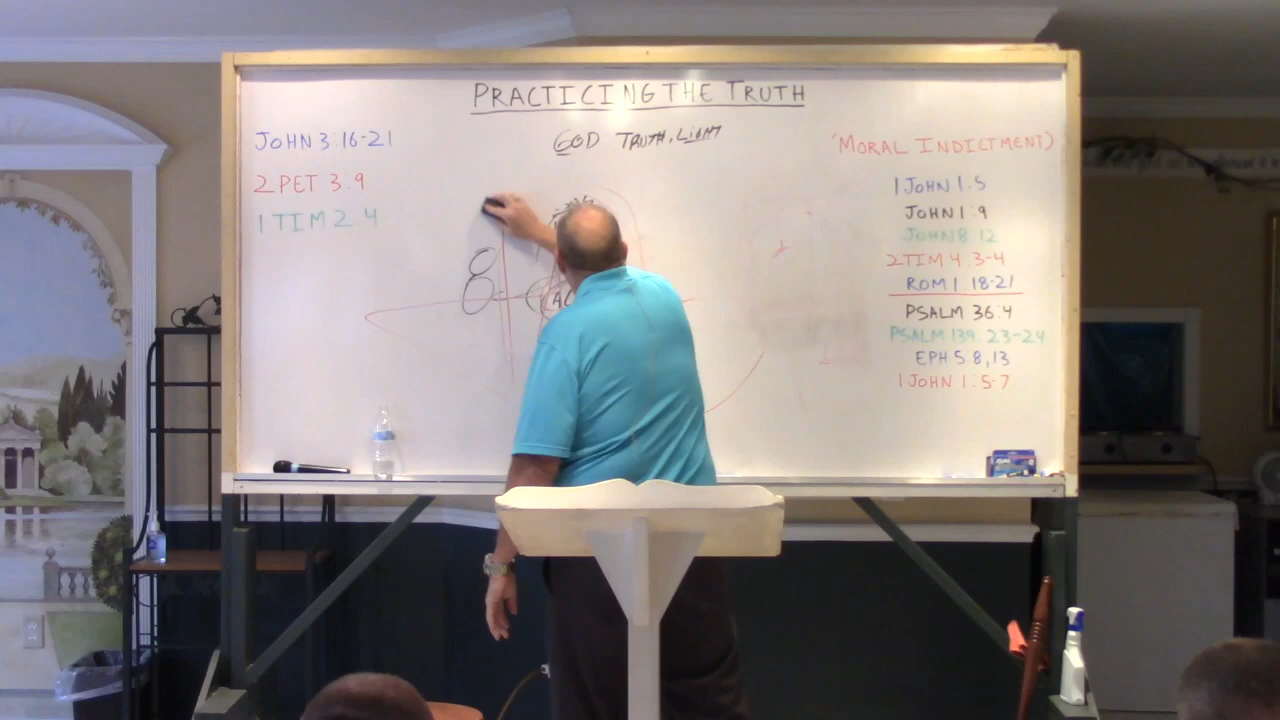 PRACTICING THE TRUTH
GOD TRUTH, LIGHT
JOHN 3:16-21
2 PET 3.9
1 TIM 2 4
8
AC
'MORAL INDICTMENT)
1 JOHN 1.5
JOHN 1:9
JOHN 8 12
2 TIM 4.3-4
ROM 1. 18-21
PSALM 36:4
PSALM 139:23-24
EPH 5 8,13
1 JOHN 1:5-7